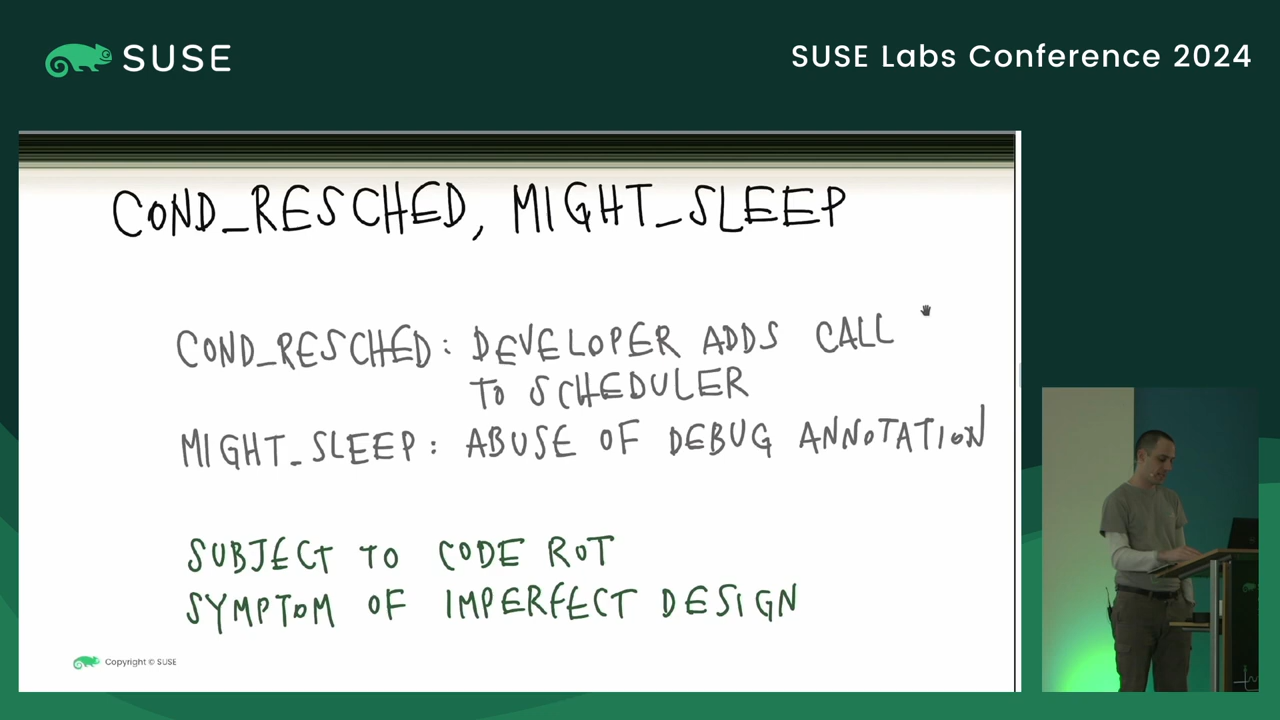 SUSE
SUSE Labs Conference 2024
COND_RESCHED, MIGHT_SLEEP
COND_RESCHED: DEVELOPER ADDS CALL
TO SCHEDULER
MIGHT_SLEEP: ABUSE OF DEBUG ANNOTATION
SUBJECT TO CODE ROT
SYMPTOM OF IMPERFECT DESIGN
Copyright © SUSE